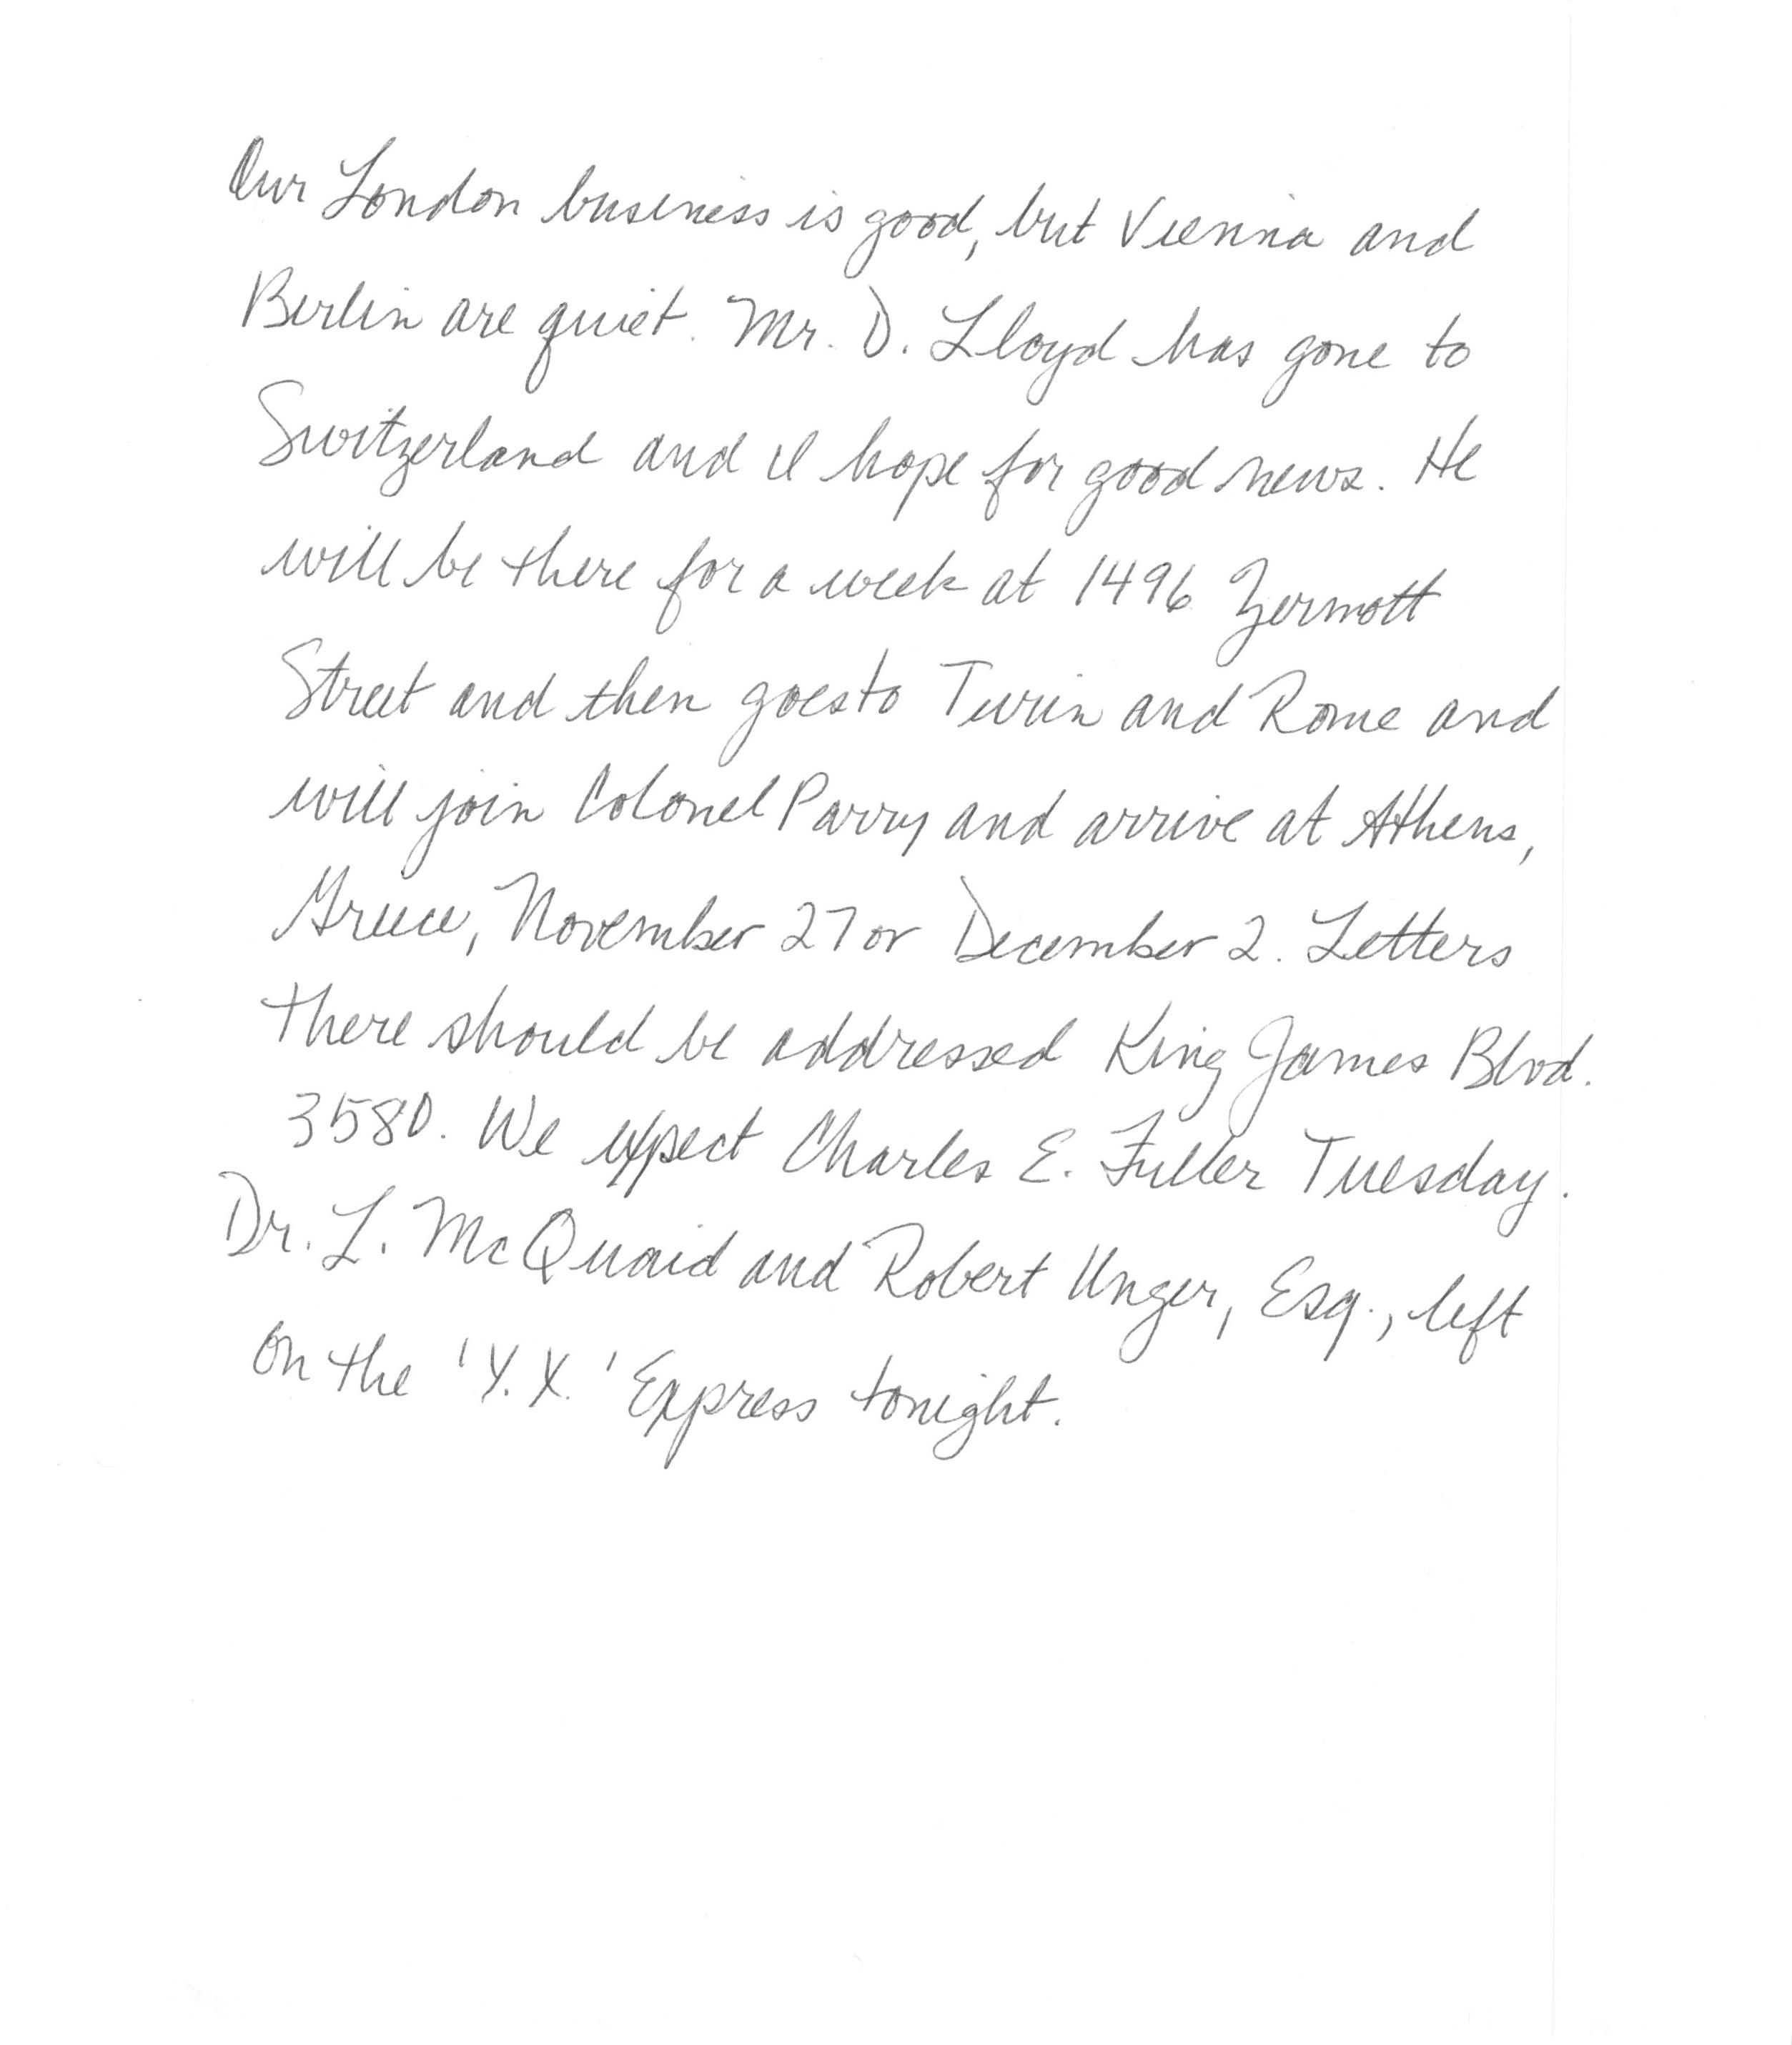 Our London business is good, but Vienna and
Berlin are quiet. Mr. D. Lloyd has gone to
Switzerland and I hope for good news. He
will be there for a week at 1496 Zermott
Street and then goes to Turin and Rome and
will join Colonel Parry and arrive at Athens,
Greece, November 27 or December 2. Letters
there should be addressed King James Blvd.
3580. We expect Charles E. Fuller Tuesday.
Dr. L. McQuaid and Robert Unger, Esq., left
on the 'Y.X.' Express tonight.